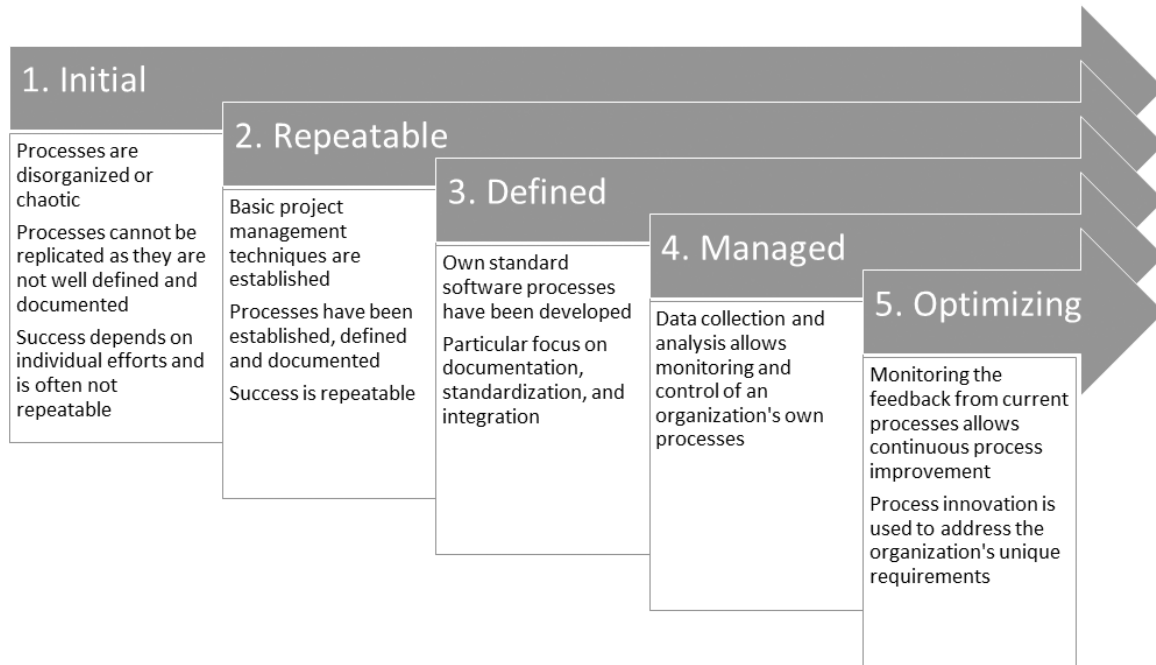 1. Initial
Processes are
disorganized or
chaotic
Processes cannot be
replicated as they are
not well defined and
documented
Success depends on
individual efforts and
is often not
repeatable
2. Repeatable
Basic project
management
techniques are
established
Processes have been
established, defined
and documented
Success is repeatable
3. Defined
Own standard
software processes
have been developed
Particular focus on
documentation,
standardization, and
integration
4. Managed
Data collection and
analysis allows
monitoring and
control of an
organization's own
processes
5. Optimizing
Monitoring the
feedback from current
processes allows
continuous process
improvement
Process innovation is
used to address the
organization's unique
requirements